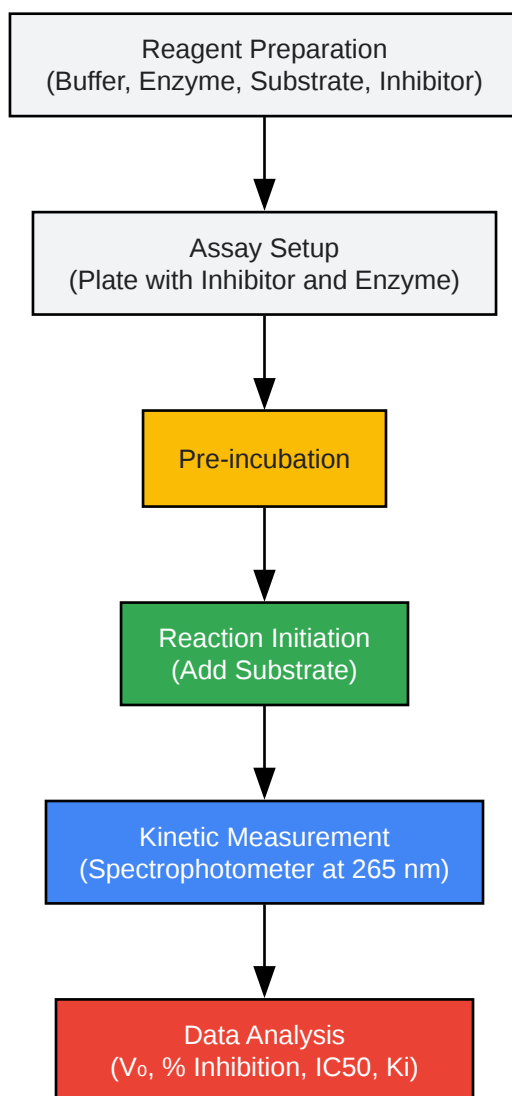 Reagent Preparation
(Buffer, Enzyme, Substrate, Inhibitor)
Assay Setup
(Plate with Inhibitor and Enzyme)
Pre-incubation
Reaction Initiation
(Add Substrate)
Kinetic Measurement
(Spectrophotometer at 265 nm)
Data Analysis
(V₀, % Inhibition, IC50, Ki)